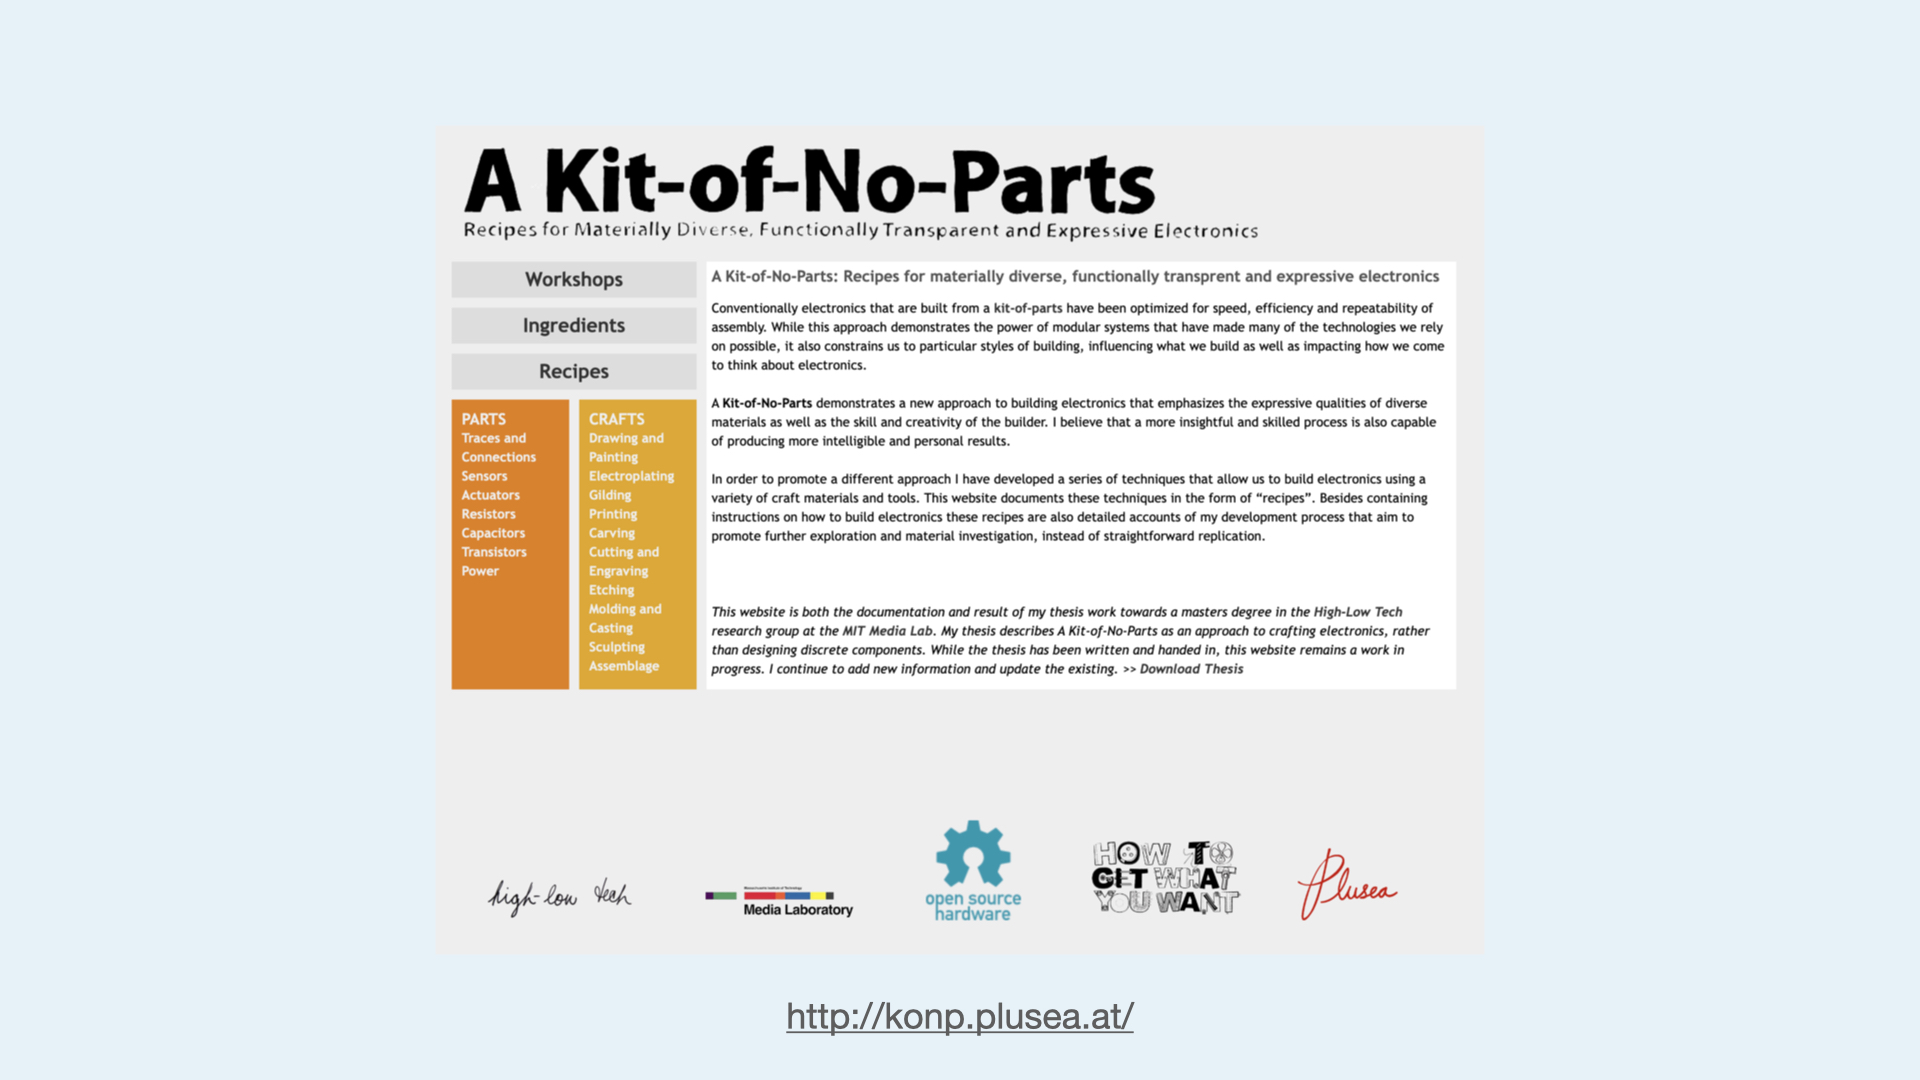 A Kit-of-No-Parts
Recipes for Materially Diverse, Functionally Transparent and Expressive Electronics
Workshops
Ingredients
Recipes
PARTS
Traces and
Connections
Sensors
Actuators
Resistors
Capacitors
Transistors
Power
CRAFTS
Drawing and
Painting
Electroplating
Gilding
Printing
Carving
Cutting and
Engraving
Etching
Molding and
Casting
Sculpting
Assemblage
A Kit-of-No-Parts: Recipes for materially diverse, functionally transprent and expressive electronics
Conventionally electronics that are built from a kit-of-parts have been optimized for speed, efficiency and repeatability of
assembly. While this approach demonstrates the power of modular systems that have made many of the technologies we rely
on possible, it also constrains us to particular styles of building, influencing what we build as well as impacting how we come
to think about electronics.
A Kit-of-No-Parts demonstrates a new approach to building electronics that emphasizes the expressive qualities of diverse
materials as well as the skill and creativity of the builder. I believe that a more insightful and skilled process is also capable
of producing more intelligible and personal results.
In order to promote a different approach I have developed a series of techniques that allow us to build electronics using a
variety of craft materials and tools. This website documents these techniques in the form of “recipes”. Besides containing
instructions on how to build electronics these recipes are also detailed accounts of my development process that aim to
promote further exploration and material investigation, instead of straightforward replication.
This website is both the documentation and result of my thesis work towards a masters degree in the High-Low Tech
research group at the MIT Media Lab. My thesis describes A Kit-of-No-Parts as an approach to crafting electronics, rather
than designing discrete components. While the thesis has been written and handed in, this website remains a work in
progress. I continue to add new information and update the existing. >> Download Thesis
high-low tech
Massachusetts Institute of Technology
Media Laboratory
open source
hardware
HOW TO
GET WHAT
YOU WANT
Plusea
http://konp.plusea.at/